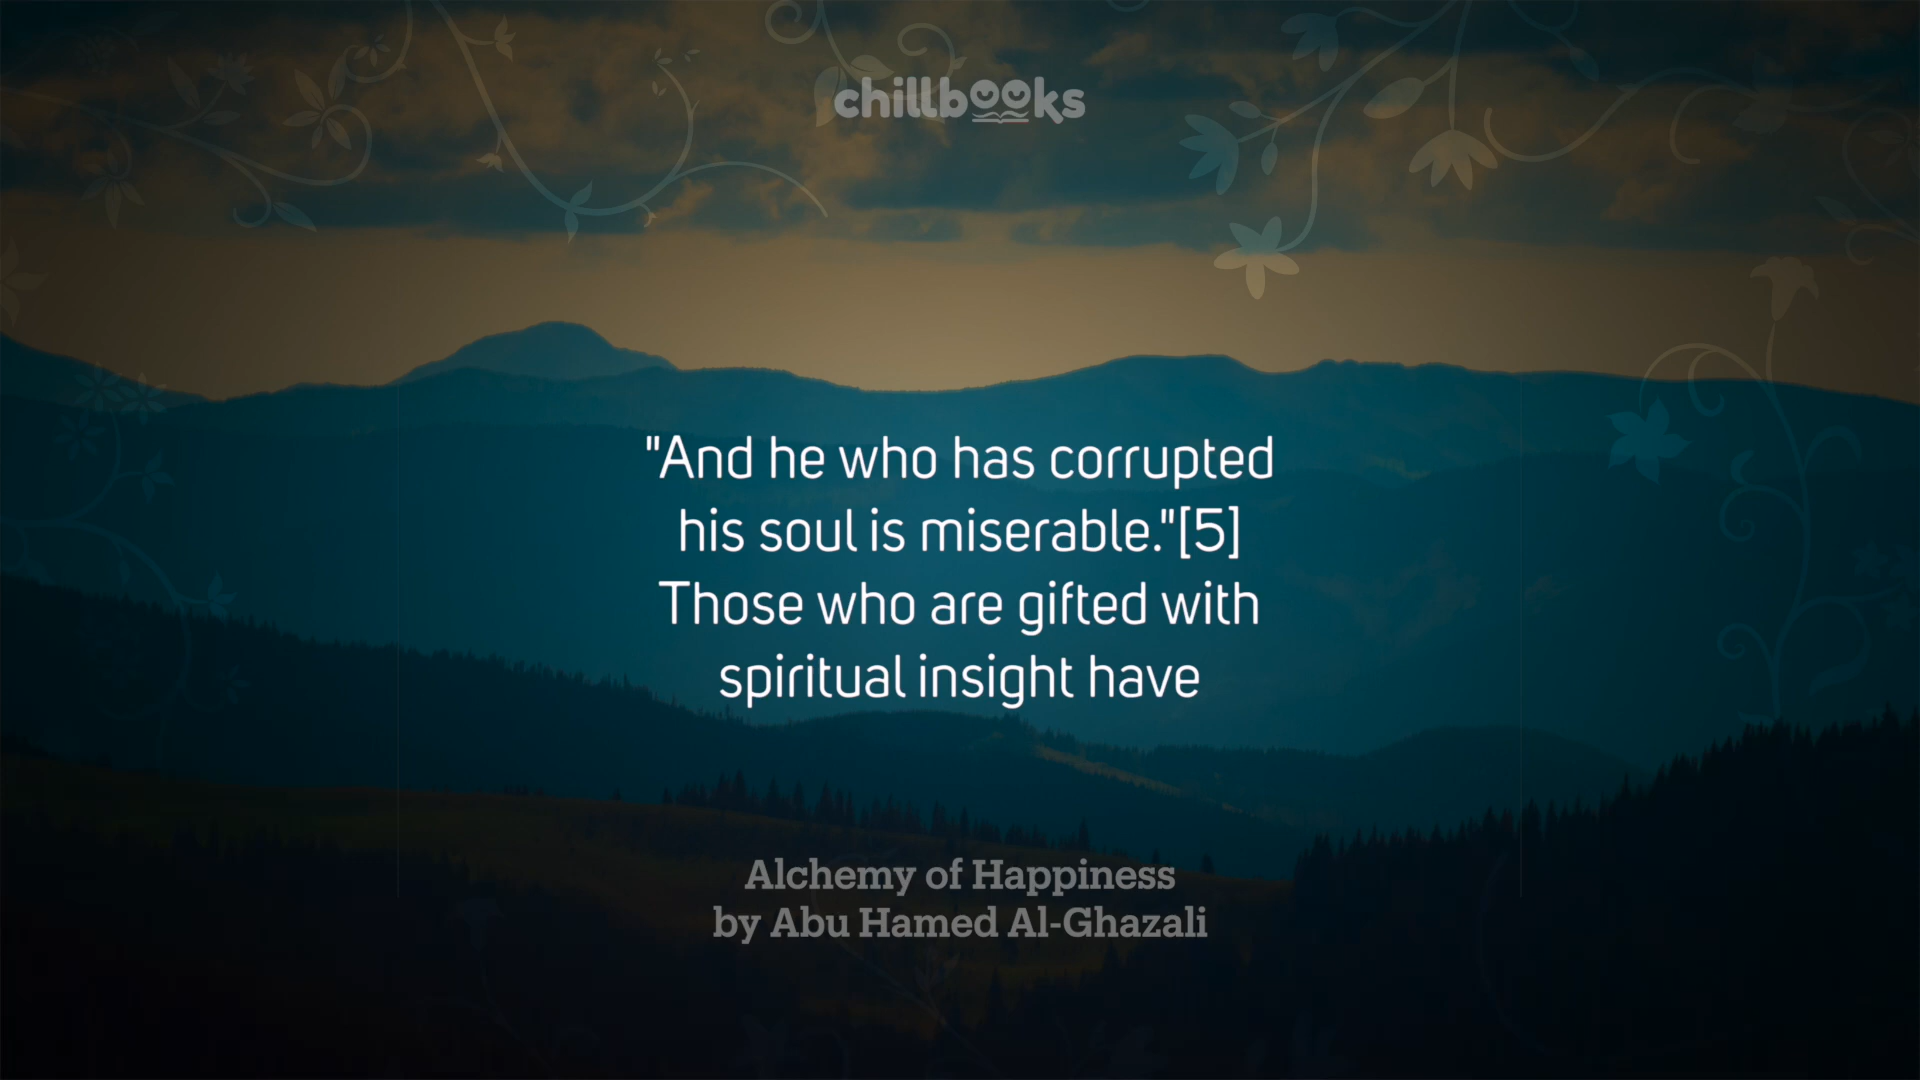 chillbooks
"And he who has corrupted
his soul is miserable."[5]
Those who are gifted with
spiritual insight have
Alchemy of Happiness
by Abu Hamed Al-Ghazali